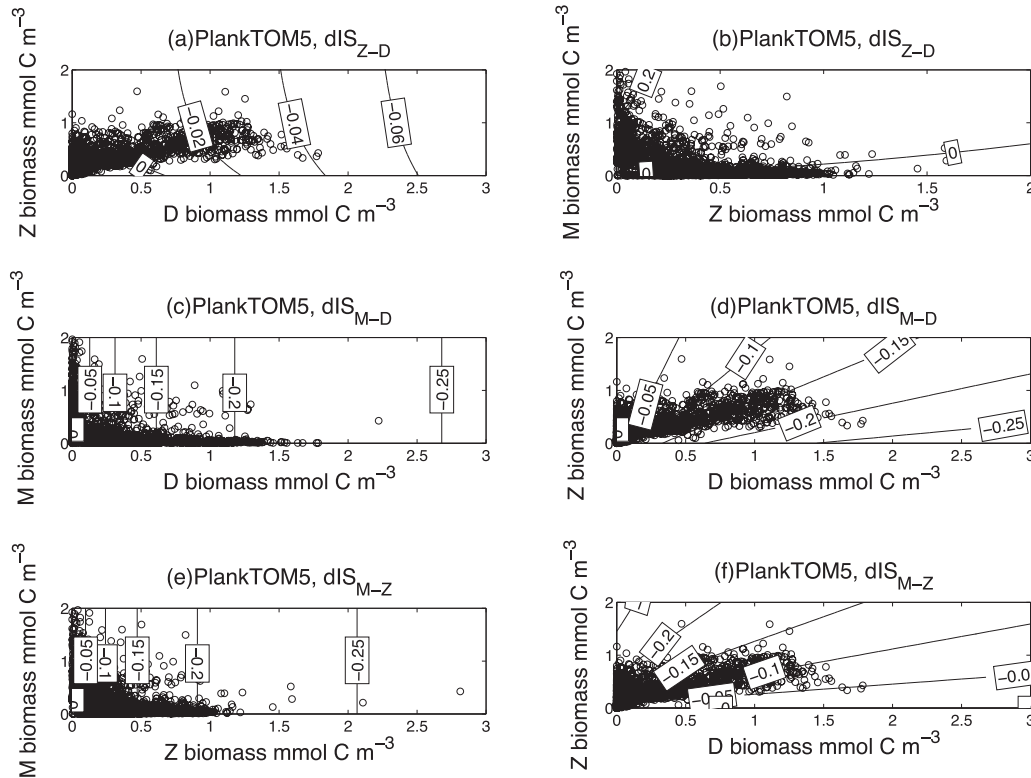 (a)PlankTOM5, dIS_Z−D
Z biomass mmol C m⁻³
2
1
0
0
−0.02
−0.04
−0.06
0 0.5 1 1.5 2 2.5 3
D biomass mmol C m⁻³
(b)PlankTOM5, dIS_Z−D
M biomass mmol C m⁻³
2
1
0
0.2
0
0
0 0.5 1 1.5 2
Z biomass mmol C m⁻³
(c)PlankTOM5, dIS_M−D
M biomass mmol C m⁻³
2
1
0
0
−0.05
−0.1
−0.15
−0.2
−0.25
0 0.5 1 1.5 2 2.5 3
D biomass mmol C m⁻³
(d)PlankTOM5, dIS_M−D
Z biomass mmol C m⁻³
2
1
0
0
−0.05
−0.1
−0.15
−0.2
−0.25
0 0.5 1 1.5 2 2.5 3
D biomass mmol C m⁻³
(e)PlankTOM5, dIS_M−Z
M biomass mmol C m⁻³
2
1
0
0
−0.05
−0.1
−0.15
−0.2
−0.25
0 0.5 1 1.5 2 2.5 3
Z biomass mmol C m⁻³
(f)PlankTOM5, dIS_M−Z
Z biomass mmol C m⁻³
2
1
0
−0.2
−0.15
−0.1
−0.05
−0.0
0 0.5 1 1.5 2 2.5 3
D biomass mmol C m⁻³